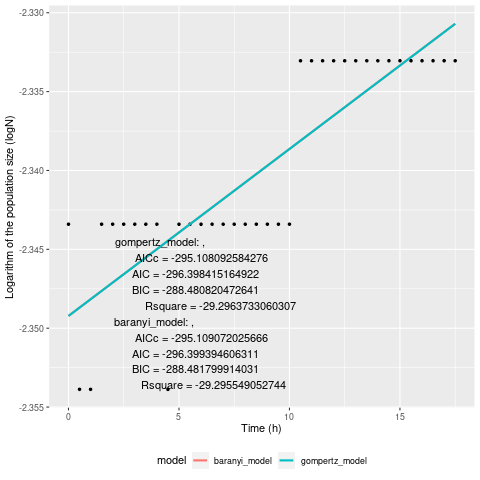 -2.330
-2.335
-2.340
-2.345
-2.350
-2.355
Logarithm of the population size (logN)
gompertz_model: ,
AICc = -295.108092584276
AIC = -296.398415164922
BIC = -288.480820472641
Rsquare = -29.2963733060307
baranyi_model: ,
AICc = -295.109072025666
AIC = -296.399394606311
BIC = -288.481799914031
Rsquare = -29.295549052744
0
5
10
15
Time (h)
model
baranyi_model
gompertz_model